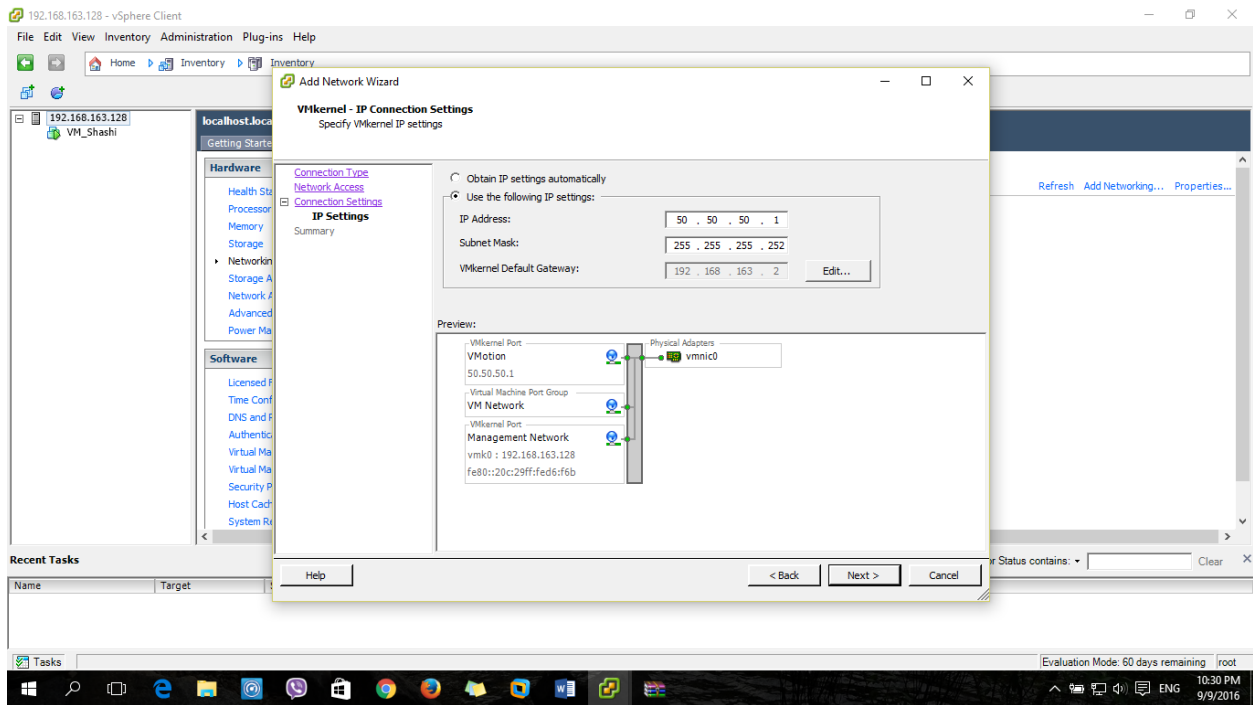 192.168.163.128 - vSphere Client
File Edit View Inventory Administration Plug-ins Help
Home Inventory Inventory
192.168.163.128
VM_Shashi
localhost.loca
Getting Starte
Hardware
Health Sta
Processor
Memory
Storage
Networkin
Storage A
Network A
Advanced
Power Ma
Software
Licensed F
Time Conf
DNS and R
Authentica
Virtual Ma
Virtual Ma
Security P
Host Cach
System Re
Refresh Add Networking... Properties...
Add Network Wizard
VMkernel - IP Connection Settings
Specify VMkernel IP settings
Connection Type
Network Access
Connection Settings
IP Settings
Summary
Obtain IP settings automatically
Use the following IP settings:
IP Address: 50 . 50 . 50 . 1
Subnet Mask: 255 . 255 . 255 . 252
VMkernel Default Gateway: 192 . 168 . 163 . 2 Edit...
Preview:
VMkernel Port
VMotion
50.50.50.1
Physical Adapters
vmnic0
Virtual Machine Port Group
VM Network
VMkernel Port
Management Network
vmk0 : 192.168.163.128
fe80::20c:29ff:fed6:f6b
Help < Back Next > Cancel
Recent Tasks
r Status contains: Clear
Name Target
Tasks
Evaluation Mode: 60 days remaining root
ENG
10:30 PM
9/9/2016